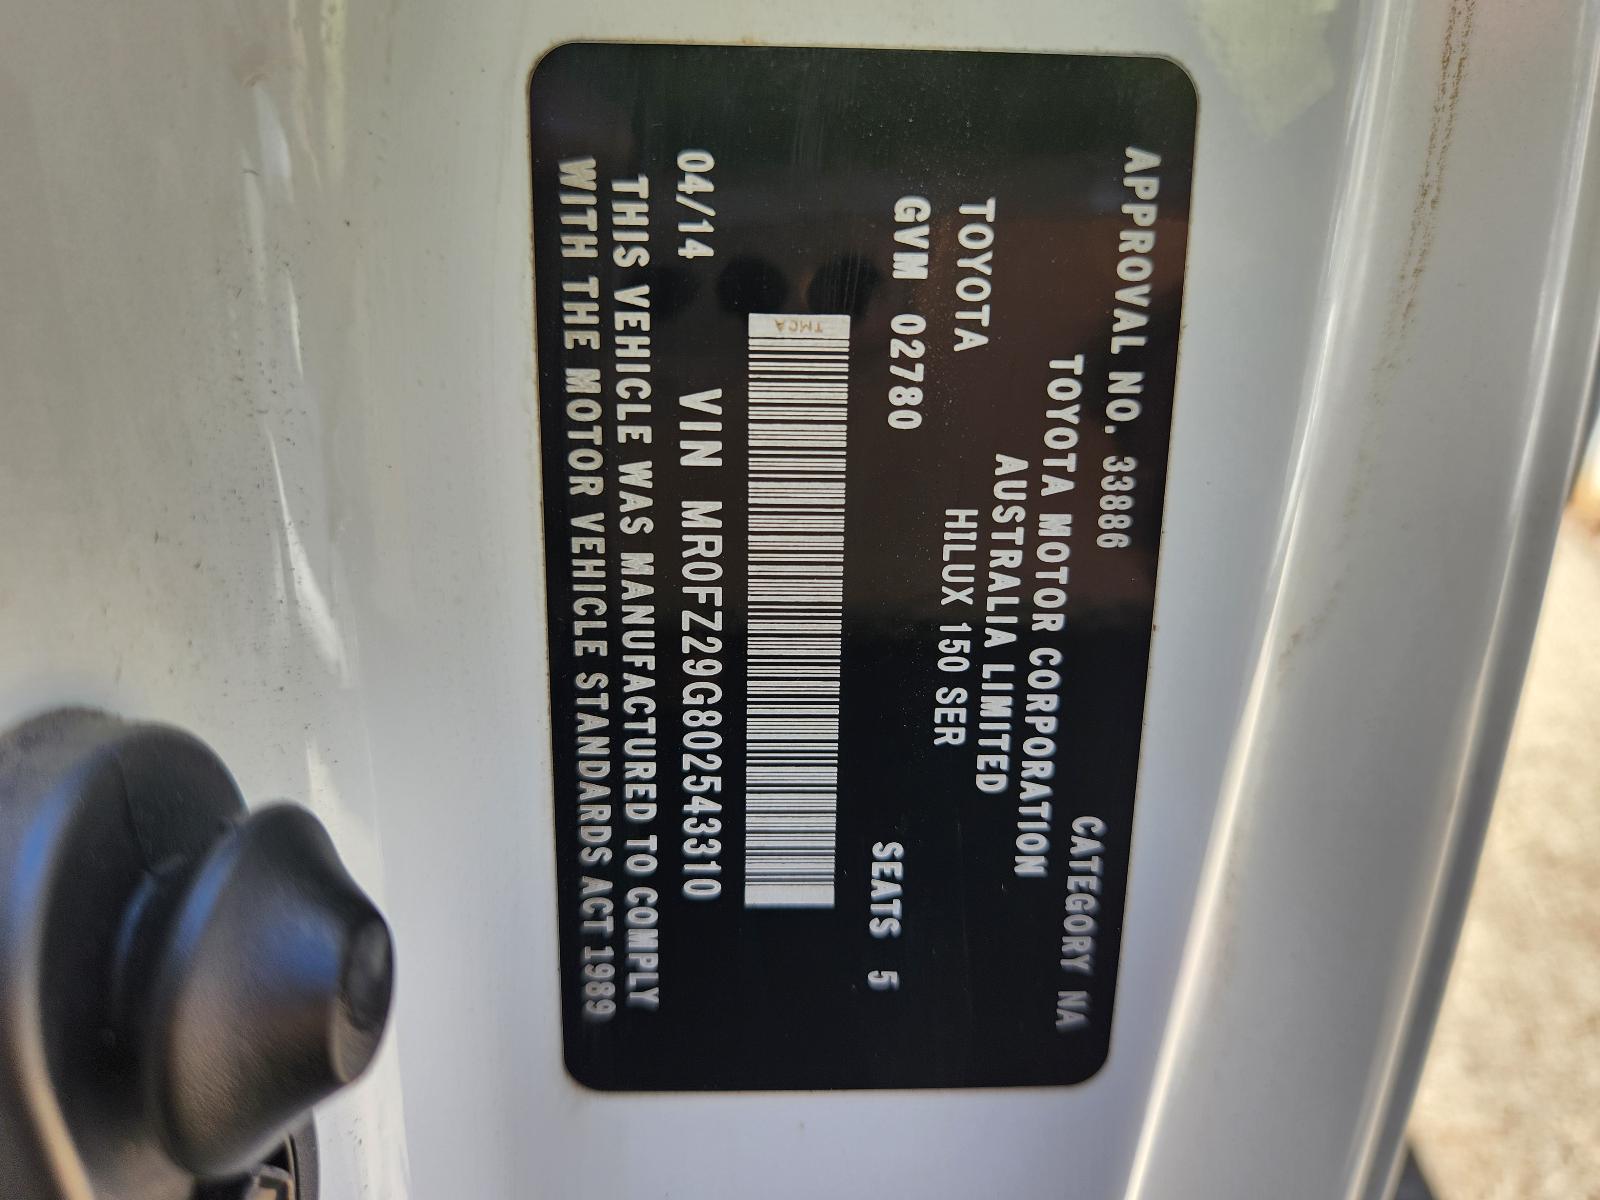 APPROVAL NO. 33886 CATEGORY NA
TOYOTA MOTOR CORPORATION
AUSTRALIA LIMITED
TOYOTA HILUX 150 SER
GVM 02780 SEATS 5
TMCA
04/14 VIN MR0FZ29G802543310
THIS VEHICLE WAS MANUFACTURED TO COMPLY
WITH THE MOTOR VEHICLE STANDARDS ACT 1989